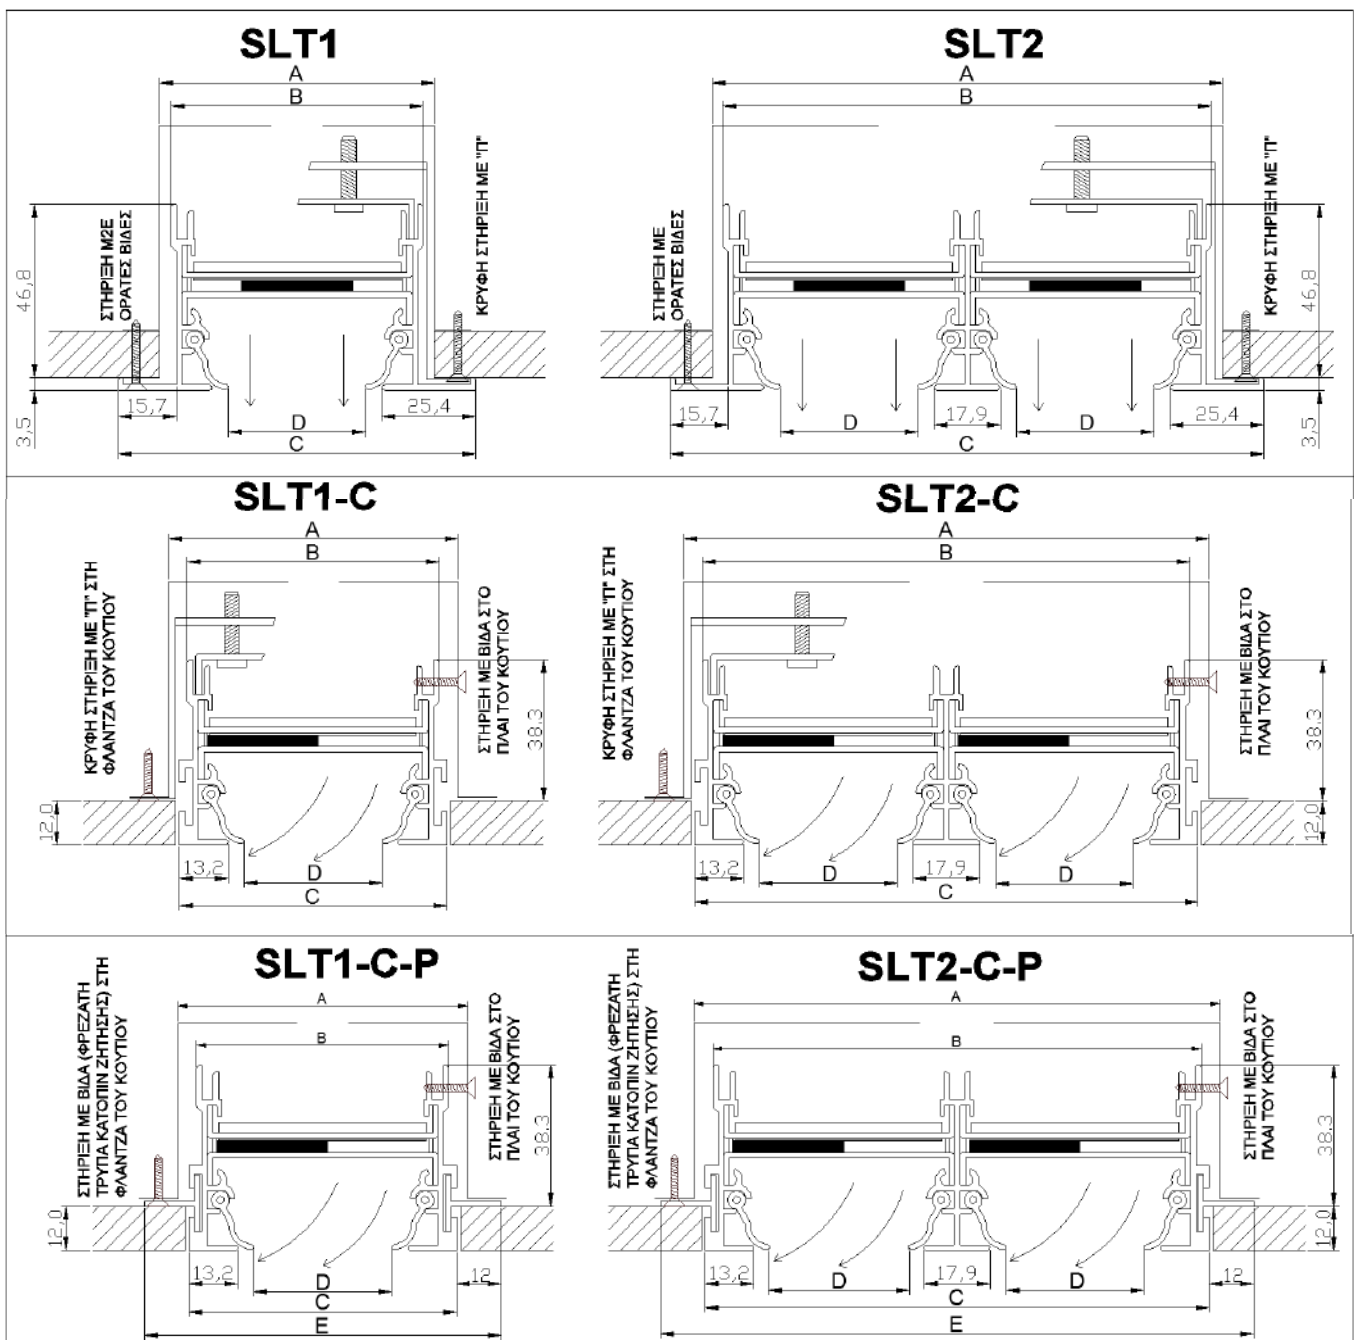 SLT1
A
B
ΣΤΗΡΙΞΗ Μ2Ε
ΟΡΑΤΕΣ ΒΙΔΕΣ
ΚΡΥΦΗ ΣΤΗΡΙΞΗ ΜΕ "Π"
46,8
3,5
15,7
25,4
D
C
SLT2
A
B
ΣΤΗΡΙΞΗ ΜΕ
ΟΡΑΤΕΣ ΒΙΔΕΣ
ΚΡΥΦΗ ΣΤΗΡΙΞΗ ΜΕ "Π"
46,8
3,5
15,7
17,9
25,4
D
D
C
SLT1-C
A
B
ΚΡΥΦΗ ΣΤΗΡΙΞΗ ΜΕ "Π" ΣΤΗ
ΦΛΑΝΤΖΑ ΤΟΥ ΚΟΥΤΙΟΥ
ΣΤΗΡΙΞΗ ΜΕ ΒΙΔΑ ΣΤΟ
ΠΛΑΙ ΤΟΥ ΚΟΥΤΙΟΥ
38,3
12,0
13,2
D
C
SLT2-C
A
B
ΚΡΥΦΗ ΣΤΗΡΙΞΗ ΜΕ "Π" ΣΤΗ
ΦΛΑΝΤΖΑ ΤΟΥ ΚΟΥΤΙΟΥ
ΣΤΗΡΙΞΗ ΜΕ ΒΙΔΑ ΣΤΟ
ΠΛΑΙ ΤΟΥ ΚΟΥΤΙΟΥ
38,3
12,0
13,2
D
17,9
D
C
SLT1-C-P
A
B
ΣΤΗΡΙΞΗ ΜΕ ΒΙΔΑ (ΦΡΕΖΑΤΗ
ΤΡΥΠΑ ΚΑΤΟΠΙΝ ΖΗΤΗΣΗΣ) ΣΤΗ
ΦΛΑΝΤΖΑ ΤΟΥ ΚΟΥΤΙΟΥ
ΣΤΗΡΙΞΗ ΜΕ ΒΙΔΑ ΣΤΟ
ΠΛΑΙ ΤΟΥ ΚΟΥΤΙΟΥ
38,3
12,0
13,2
D
12
C
E
SLT2-C-P
A
B
ΣΤΗΡΙΞΗ ΜΕ ΒΙΔΑ (ΦΡΕΖΑΤΗ
ΤΡΥΠΑ ΚΑΤΟΠΙΝ ΖΗΤΗΣΗΣ) ΣΤΗ
ΦΛΑΝΤΖΑ ΤΟΥ ΚΟΥΤΙΟΥ
ΣΤΗΡΙΞΗ ΜΕ ΒΙΔΑ ΣΤΟ
ΠΛΑΙ ΤΟΥ ΚΟΥΤΙΟΥ
38,3
12,0
13,2
D
17,9
D
12
C
E